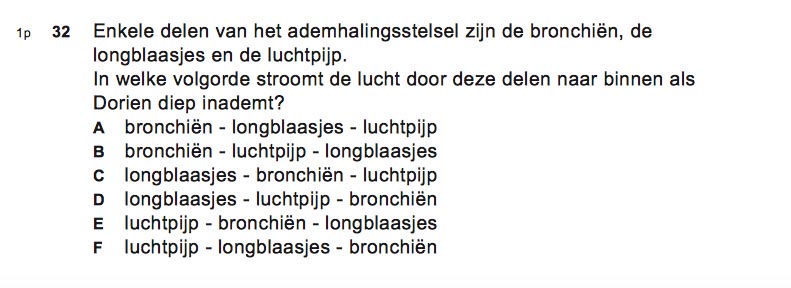 1p 32 Enkele delen van het ademhalingsstelsel zijn de bronchiën, de
longblaasjes en de luchtpijp.
In welke volgorde stroomt de lucht door deze delen naar binnen als
Dorien diep inademt?
A bronchiën - longblaasjes - luchtpijp
B bronchiën - luchtpijp - longblaasjes
C longblaasjes - bronchiën - luchtpijp
D longblaasjes - luchtpijp - bronchiën
E luchtpijp - bronchiën - longblaasjes
F luchtpijp - longblaasjes - bronchiën